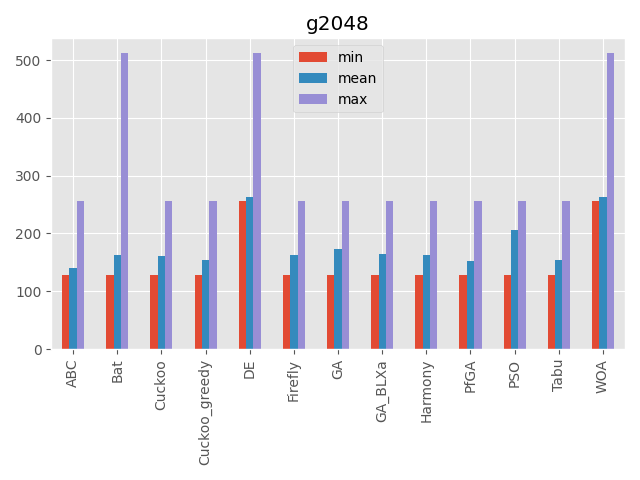 g2048
min
mean
max
500
400
300
200
100
0
ABC
Bat
Cuckoo
Cuckoo_greedy
DE
Firefly
GA
GA_BLXa
Harmony
PfGA
PSO
Tabu
WOA